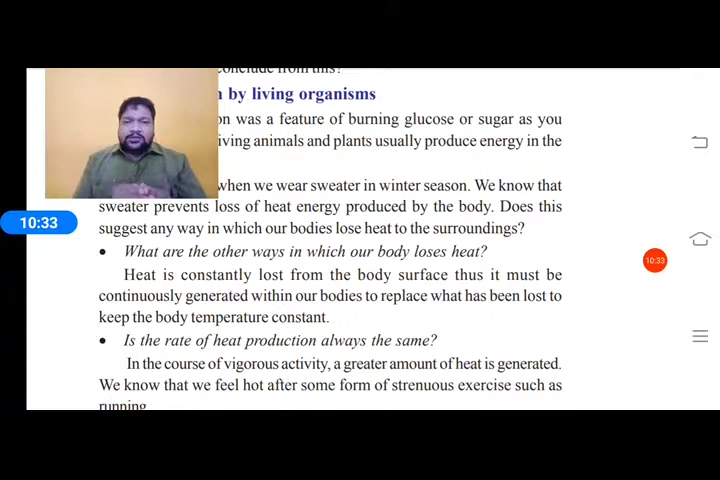 conclude from this?
by living organisms
on was a feature of burning glucose or sugar as you
living animals and plants usually produce energy in the
when we wear sweater in winter season. We know that
sweater prevents loss of heat energy produced by the body. Does this
10:33
suggest any way in which our bodies lose heat to the surroundings?
• What are the other ways in which our body loses heat?
10:33
Heat is constantly lost from the body surface thus it must be
continuously generated within our bodies to replace what has been lost to
keep the body temperature constant.
• Is the rate of heat production always the same?
In the course of vigorous activity, a greater amount of heat is generated.
We know that we feel hot after some form of strenuous exercise such as
running